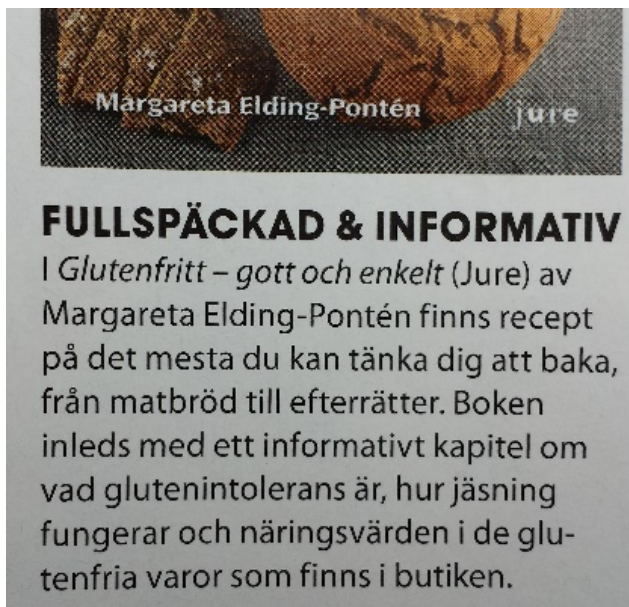 Margareta Elding-Pontén jure
FULLSPÄCKAD & INFORMATIV
I Glutenfritt – gott och enkelt (Jure) av
Margareta Elding-Pontén finns recept
på det mesta du kan tänka dig att baka,
från matbröd till efterrätter. Boken
inleds med ett informativt kapitel om
vad glutenintolerans är, hur jäsning
fungerar och näringsvärden i de glu-
tenfria varor som finns i butiken.